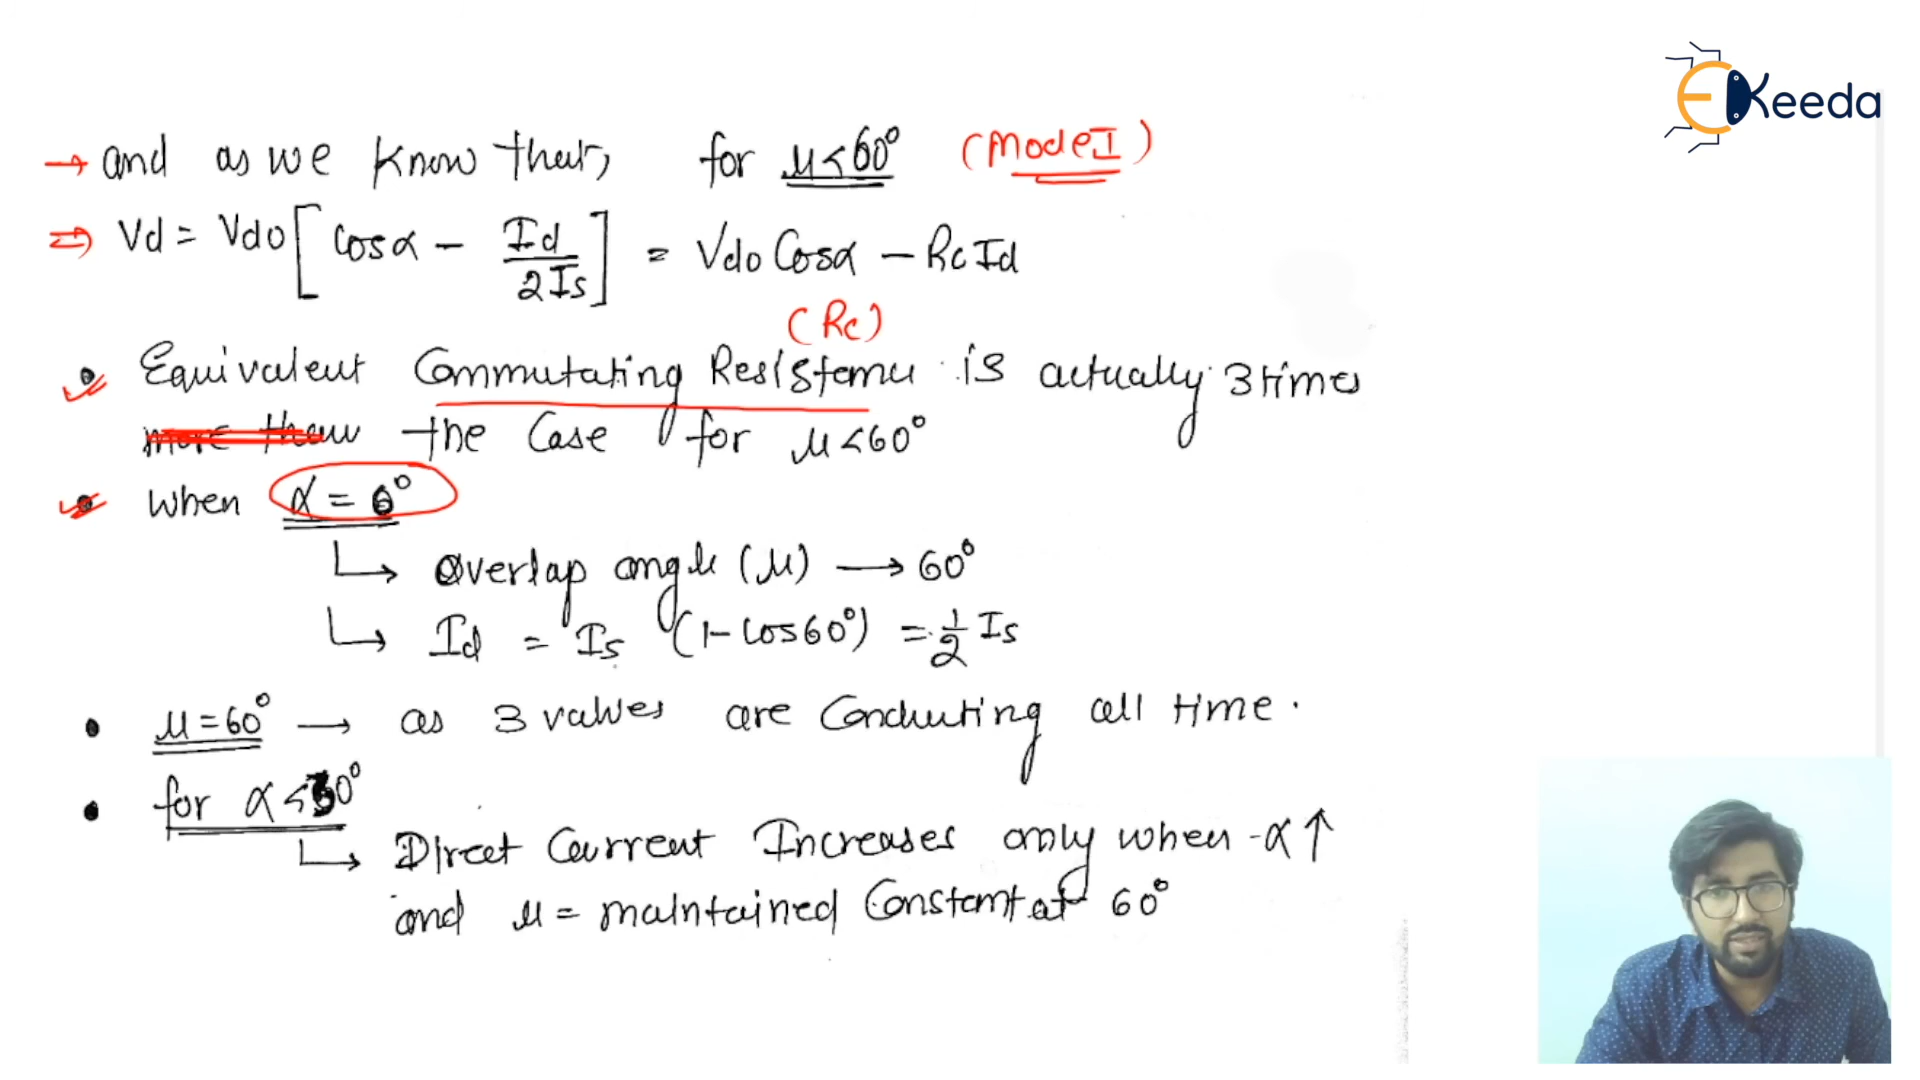 EKeeda
→ and as we know that, for μ<60° (Mode I)
⇒ Vd = Vdo [ Cosα − Id/2Is ] = Vdo Cosα − RcId
(Rc)
• Equivalent Commutating Resistance is actually 3 times
more than the Case for μ<60°
• When α = 0°
↳ Overlap angle (μ) → 60°
↳ Id = Is (1-Cos60°) = 1/2 Is
• μ=60° → as 3 valves are Conducting all time.
• for α<30°
↳ Direct Current Increases only when -α↑
and μ = maintained Constant at 60°